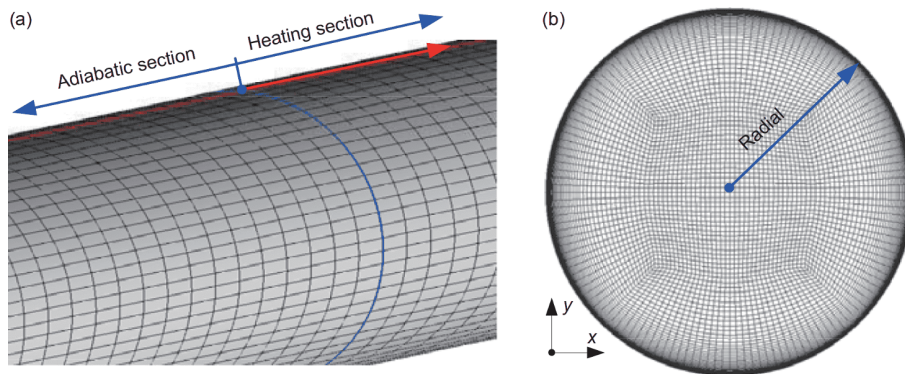 (a)
Heating section
Adiabatic section
(b)
Radial
y
x